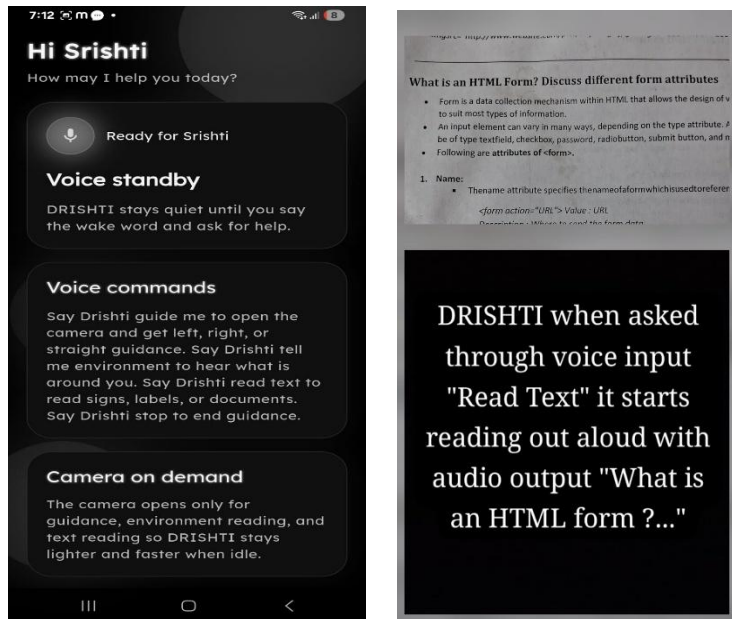 7:12
8
Hi Srishti
How may I help you today?
Ready for Srishti
Voice standby
DRISHTI stays quiet until you say
the wake word and ask for help.
Voice commands
Say Drishti guide me to open the
camera and get left, right, or
straight guidance. Say Drishti tell
me environment to hear what is
around you. Say Drishti read text to
read signs, labels, or documents.
Say Drishti stop to end guidance.
Camera on demand
The camera opens only for
guidance, environment reading, and
text reading so DRISHTI stays
lighter and faster when idle.
What is an HTML Form? Discuss different form attributes
• Form is a data collection mechanism within HTML that allows the design of
to suit most types of information.
• An input element can vary in many ways, depending on the type attribute.
be of type textfield, checkbox, password, radiobutton, submit button, and
• Following are attributes of <form>.
1. Name:
▪ Thename attribute specifies thenameofaformwhichisusedtoreferer
<form action="URL"> Value : URL
DRISHTI when asked
through voice input
"Read Text" it starts
reading out aloud with
audio output "What is
an HTML form ?..."